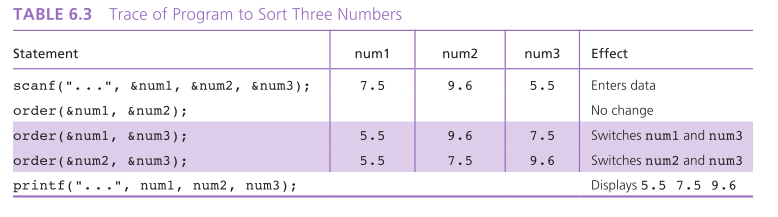 TABLE 6.3 Trace of Program to Sort Three Numbers
Statement num1 num2 num3 Effect
scanf("...", &num1, &num2, &num3); 7.5 9.6 5.5 Enters data
order(&num1, &num2); No change
order(&num1, &num3); 5.5 9.6 7.5 Switches num1 and num3
order(&num2, &num3); 5.5 7.5 9.6 Switches num2 and num3
printf("...", num1, num2, num3); Displays 5.5 7.5 9.6